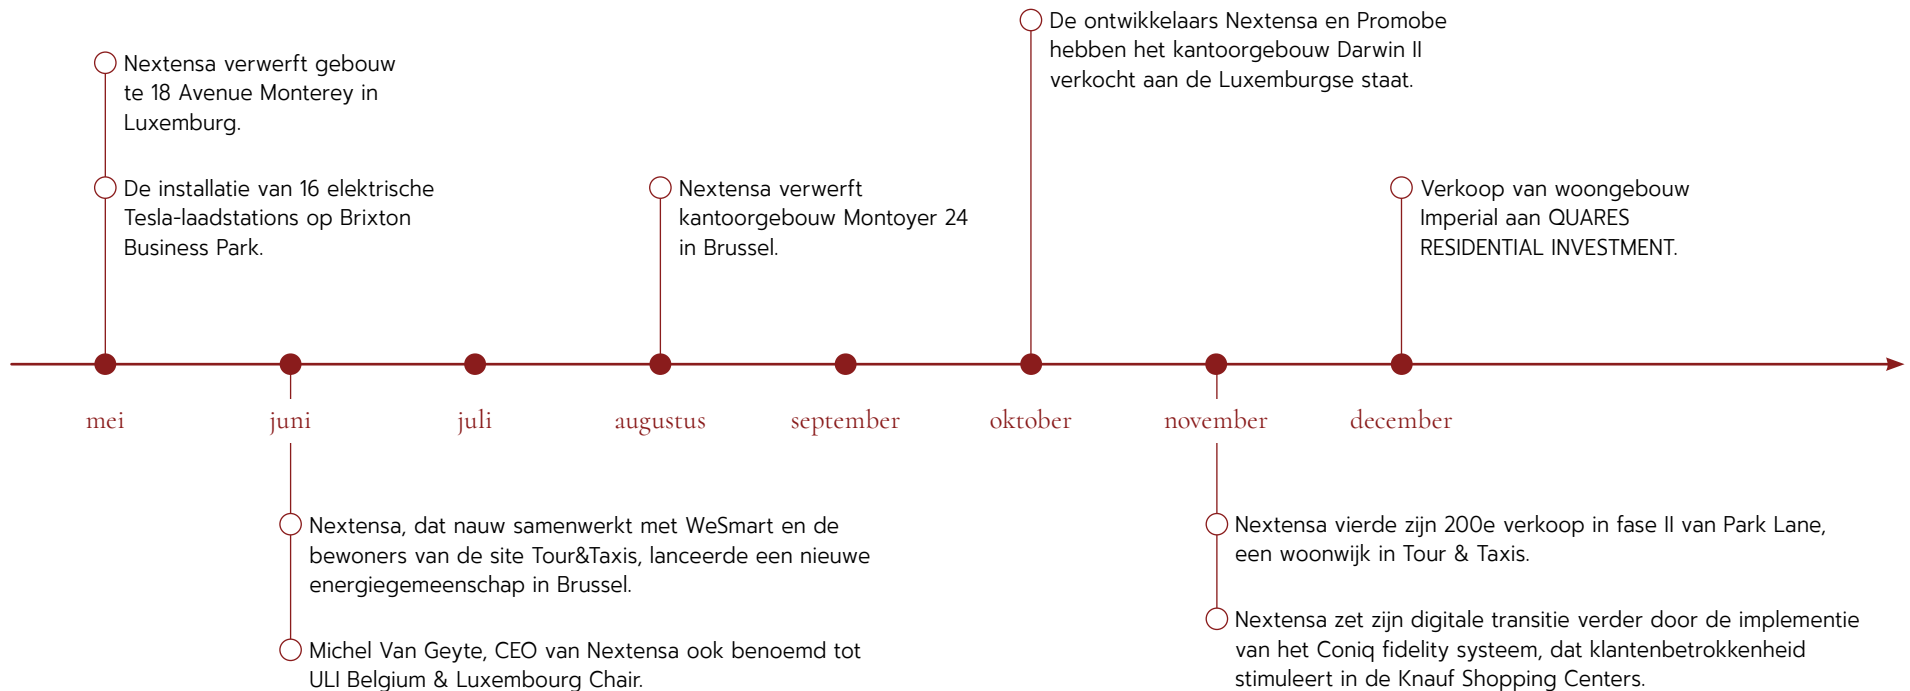 De ontwikkelaars Nextensa en Promobe
hebben het kantoorgebouw Darwin II
verkocht aan de Luxemburgse staat.
Nextensa verwerft gebouw
te 18 Avenue Monterey in
Luxemburg.
De installatie van 16 elektrische
Tesla-laadstations op Brixton
Business Park.
Nextensa verwerft
kantoorgebouw Montoyer 24
in Brussel.
Verkoop van woongebouw
Imperial aan QUARES
RESIDENTIAL INVESTMENT.
mei
juni
juli
augustus
september
oktober
november
december
Nextensa, dat nauw samenwerkt met WeSmart en de
bewoners van de site Tour&Taxis, lanceerde een nieuwe
energiegemeenschap in Brussel.
Michel Van Geyte, CEO van Nextensa ook benoemd tot
ULI Belgium & Luxembourg Chair.
Nextensa vierde zijn 200e verkoop in fase II van Park Lane,
een woonwijk in Tour & Taxis.
Nextensa zet zijn digitale transitie verder door de implementie
van het Coniq fidelity systeem, dat klantenbetrokkenheid
stimuleert in de Knauf Shopping Centers.